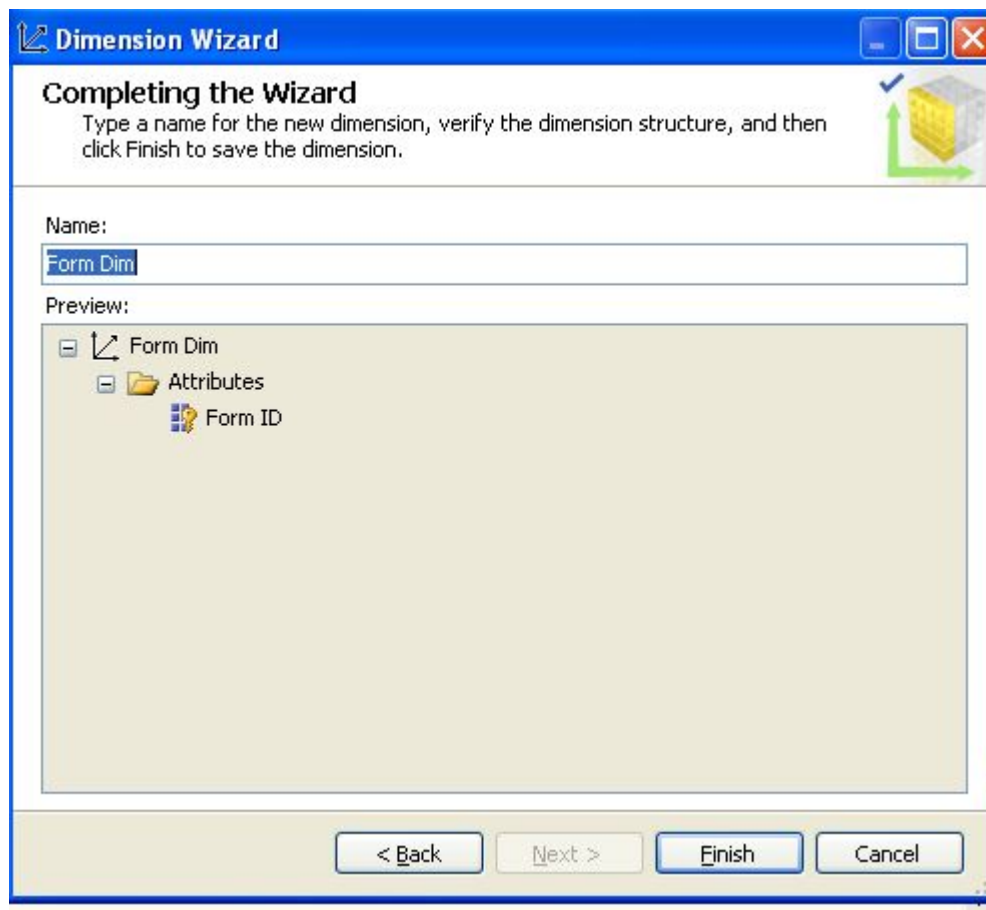 Dimension Wizard
Completing the Wizard
Type a name for the new dimension, verify the dimension structure, and then
click Finish to save the dimension.
Name:
Form Dim
Preview:
Form Dim
Attributes
Form ID
< Back
Next >
Finish
Cancel